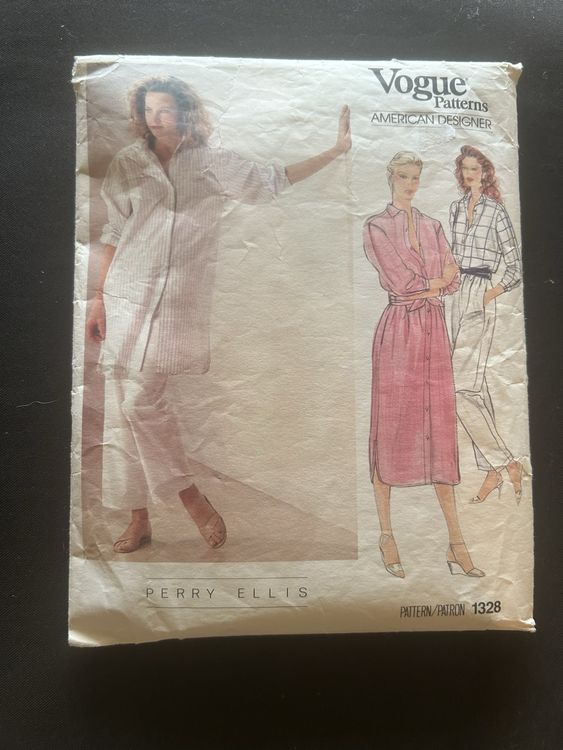 Vogue
Patterns
AMERICAN DESIGNER
PERRY ELLIS
PATTERN/PATRON 1328